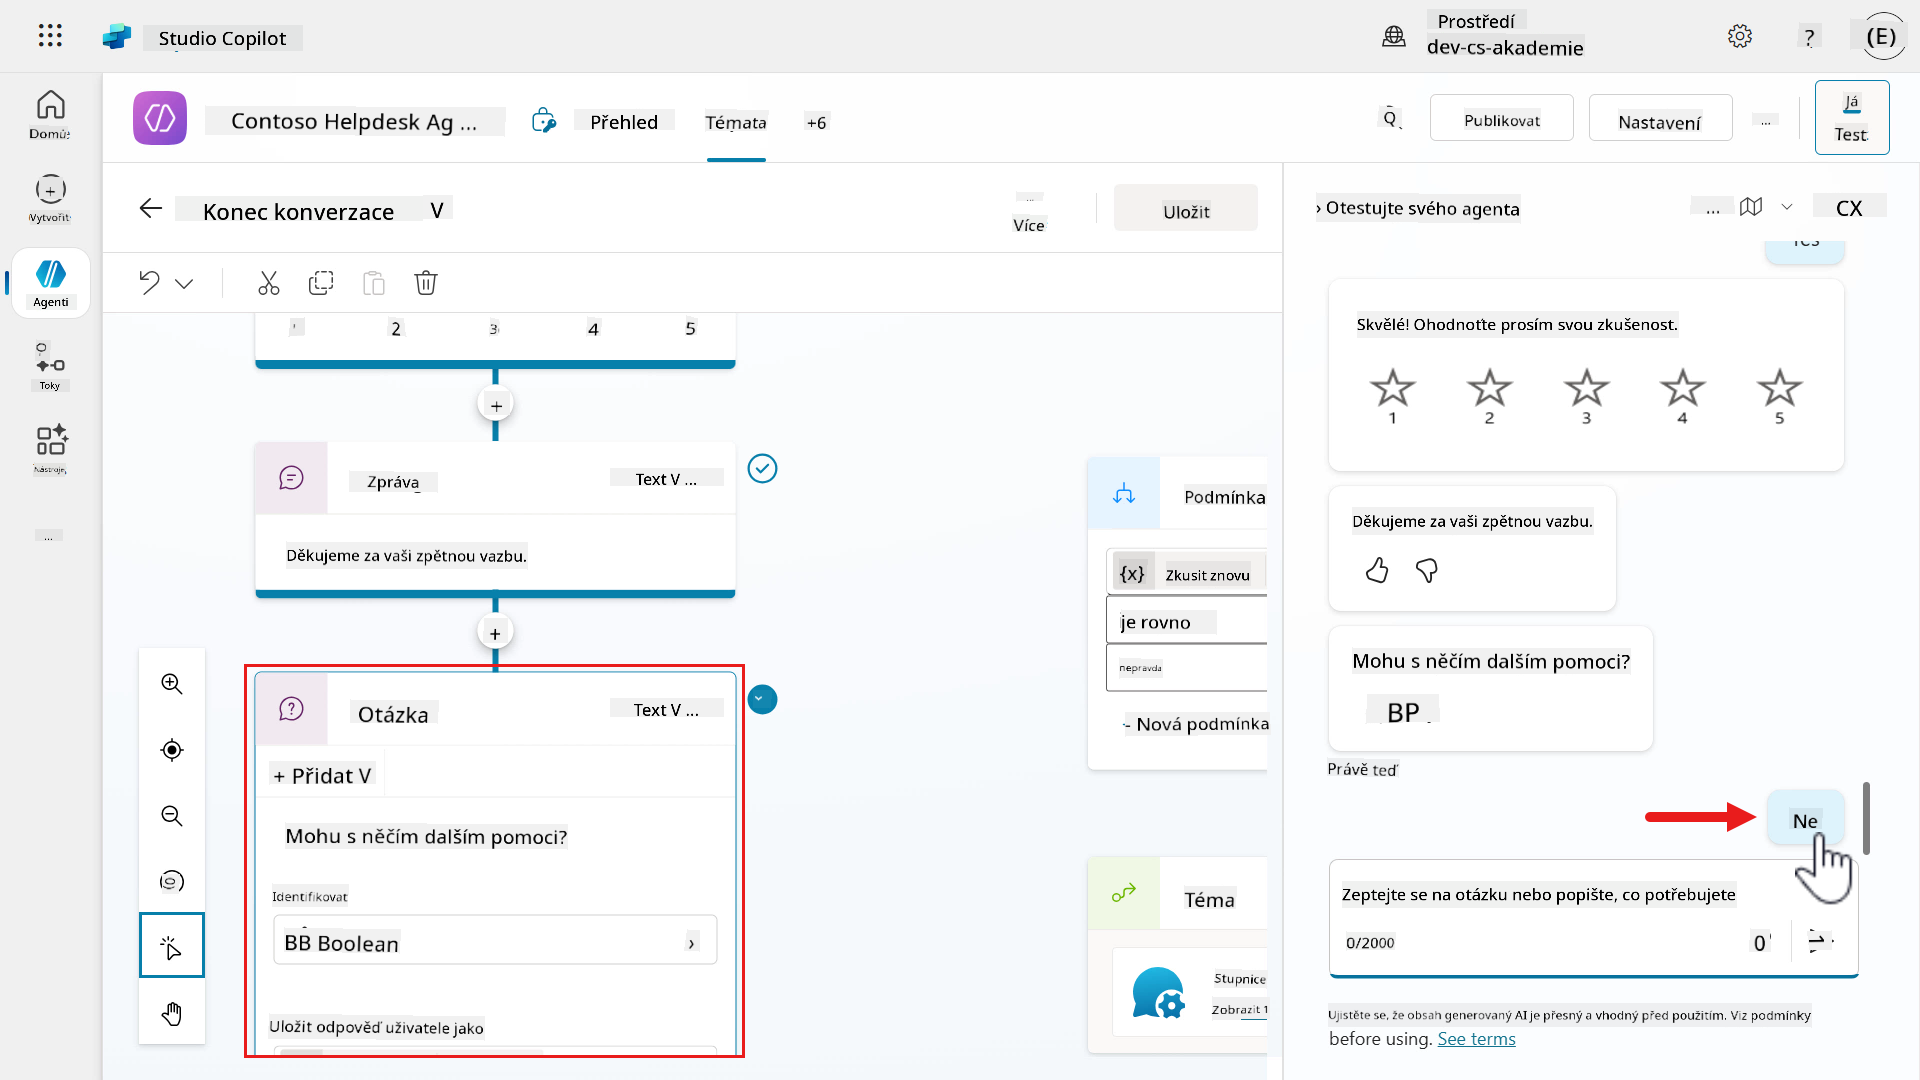 Studio Copilot
Prostředí
dev-cs-akademie
?
(E)
Domů:
Contoso Helpdesk Ag ...
Přehled
Témata
+6
Publikovat
Nastavení
...
Já
Test
Vytvořit
Konec konverzace V
...
Více
Uložit
› Otestujte svého agenta
...
CX
Agenti
Toky
Nástroje,
...
2
3
4
5
Zpráva
Text V ...
Děkujeme za vaši zpětnou vazbu.
Otázka
Text V ...
+ Přidat V
Mohu s něčím dalším pomoci?
Identifikovat
BB Boolean
Uložit odpověď uživatele jako
Podmínka
{x} Zkusit znovu
je rovno
nepravda
- Nová podmínka
Téma
Stupnice
Zobrazit 1
Skvělé! Ohodnoťte prosím svou zkušenost.
1 2 3 4 5
Děkujeme za vaši zpětnou vazbu.
Mohu s něčím dalším pomoci?
BP
Právě teď
Ne
Zeptejte se na otázku nebo popište, co potřebujete
0/2000
Ujistěte se, že obsah generovaný AI je přesný a vhodný před použitím. Viz podmínky
before using. See terms